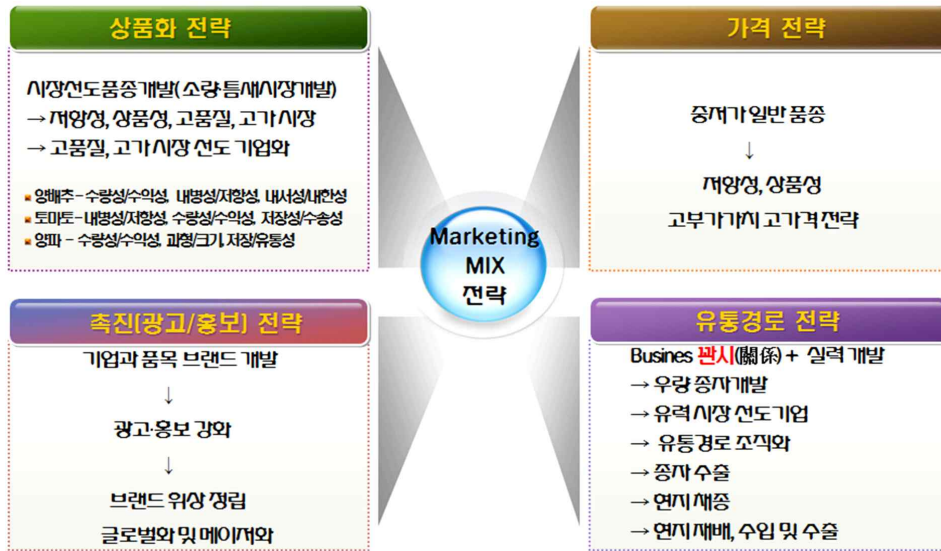 상품화 전략
시장선도품종개발(소량·틈새시장개발)
→ 저항성, 상품성, 고품질, 고가 시장
→ 고품질, 고가시장 선도 기업화
양배추 - 수량성/수익성, 내병성/저항성, 내서성/내한성
토마토 - 내병성/저항성, 수량성/수익성, 저장성/수송성
양파 - 수량성/수익성, 과형/크기, 저장/유통성
가격 전략
중저가 일반 품종
↓
저항성, 상품성
고부가가치 고가격 전략
Marketing
MIX
전략
촉진(광고/홍보) 전략
기업과 품목 브랜드 개발
↓
광고·홍보 강화
↓
브랜드 위상 정립
글로벌화 및 메이저화
유통경로 전략
Busines 꽌시(關係) + 실력 개발
→ 우량 종자개발
→ 유력 시장 선도기업
→ 유통경로 조직화
→ 종자 수출
→ 현지 채종
→ 현지 재배, 수입 및 수출